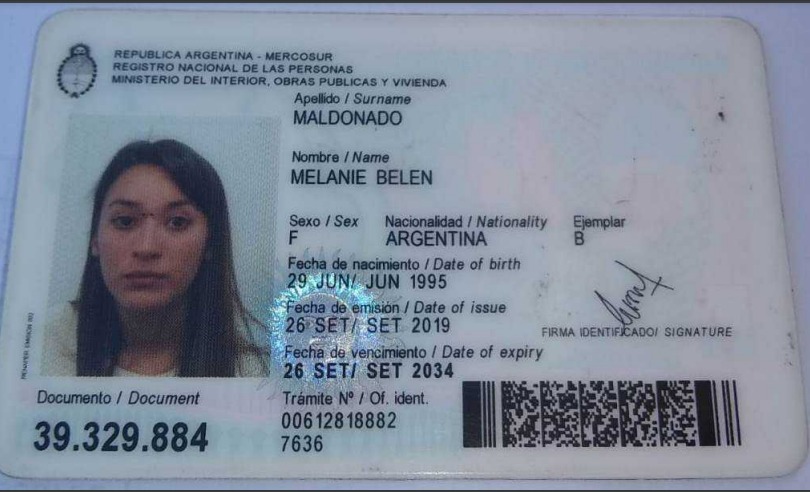 REPUBLICA ARGENTINA - MERCOSUR
REGISTRO NACIONAL DE LAS PERSONAS
MINISTERIO DEL INTERIOR, OBRAS PUBLICAS Y VIVIENDA
Apellido / Surname
MALDONADO
Nombre / Name
MELANIE BELEN
Sexo / Sex Nacionalidad / Nationality Ejemplar
F ARGENTINA B
Fecha de nacimiento / Date of birth
29 JUN/ JUN 1995
Fecha de emisión / Date of issue
26 SET/ SET 2019
FIRMA IDENTIFICADO/ SIGNATURE
Fecha de vencimiento / Date of expiry
26 SET/ SET 2034
Documento / Document Trámite Nº / Of. ident.
39.329.884 00612818882
7636